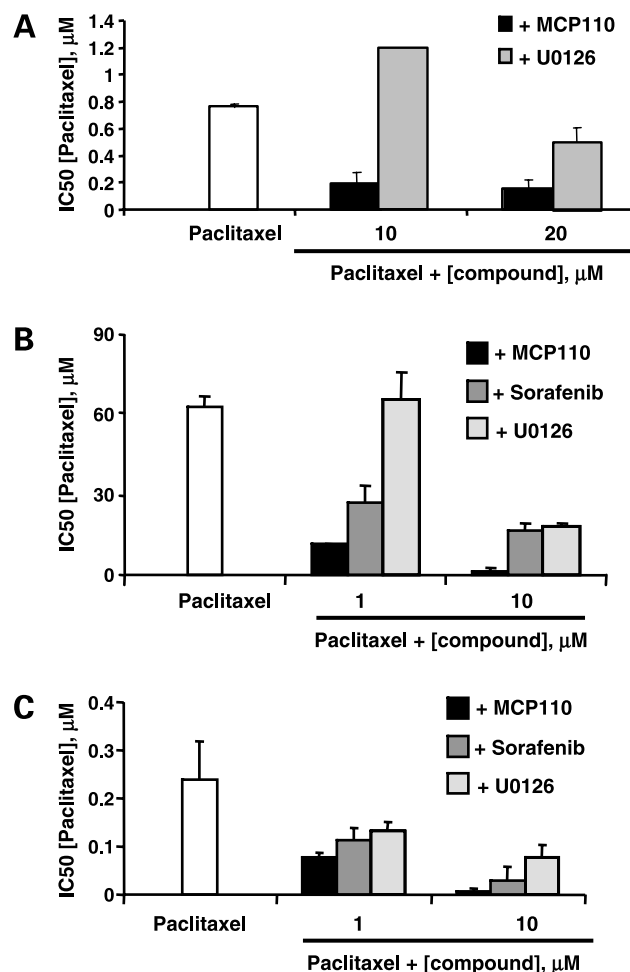 A
IC50 [Paclitaxel], μM
1.4
1.2
1
0.8
0.6
0.4
0.2
0
+ MCP110
+ U0126
Paclitaxel
10
20
Paclitaxel + [compound], μM
B
IC50 [Paclitaxel], μM
90
60
30
0
+ MCP110
+ Sorafenib
+ U0126
Paclitaxel
1
10
Paclitaxel + [compound], μM
C
IC50 [Paclitaxel], μM
0.4
0.3
0.2
0.1
0
+ MCP110
+ Sorafenib
+ U0126
Paclitaxel
1
10
Paclitaxel + [compound], μM